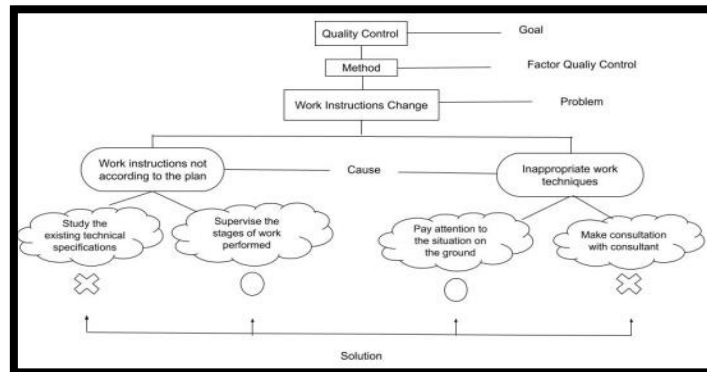 Quality Control
Goal
Method
Factor Qualiy Control
Work Instructions Change
Problem
Work instructions not
according to the plan
Cause
Inappropriate work
techniques
Study the
existing technical
specifications
Supervise the
stages of work
performed
Pay attention to
the situation on
the ground
Make consultation
with consultant
Solution